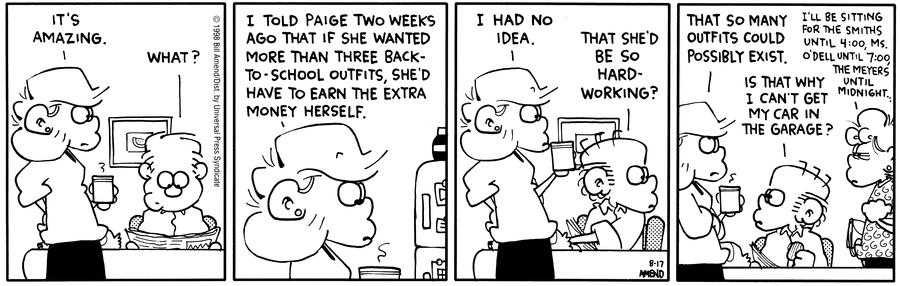 IT'S
AMAZING.
WHAT?
© 1998 Bill Amend/Dist. by Universal Press Syndicate
I TOLD PAIGE TWO WEEKS
AGO THAT IF SHE WANTED
MORE THAN THREE BACK-
TO-SCHOOL OUTFITS, SHE'D
HAVE TO EARN THE EXTRA
MONEY HERSELF.
I HAD NO
IDEA.
THAT SHE'D
BE SO
HARD-
WORKING?
8-17
AMEND
THAT SO MANY
OUTFITS COULD
POSSIBLY EXIST.
I'LL BE SITTING
FOR THE SMITHS
UNTIL 4:00, MS.
O'DELL UNTIL 7:00,
THE MEYERS
UNTIL
MIDNIGHT...
IS THAT WHY
I CAN'T GET
MY CAR IN
THE GARAGE?